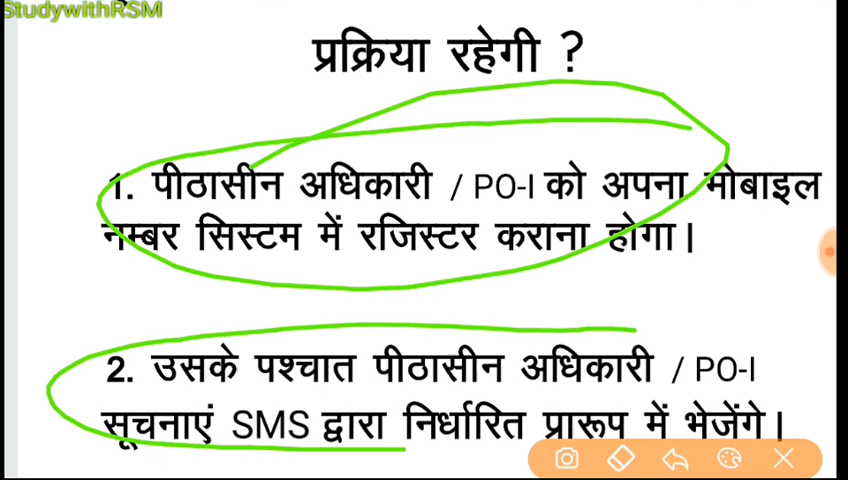 StudywithRSM
प्रक्रिया रहेगी ?
1. पीठासीन अधिकारी / PO-I को अपना मोबाइल
नम्बर सिस्टम में रजिस्टर कराना होगा।
2. उसके पश्चात पीठासीन अधिकारी / PO-I
सूचनाएं SMS द्वारा निर्धारित प्रारूप में भेजेंगे।